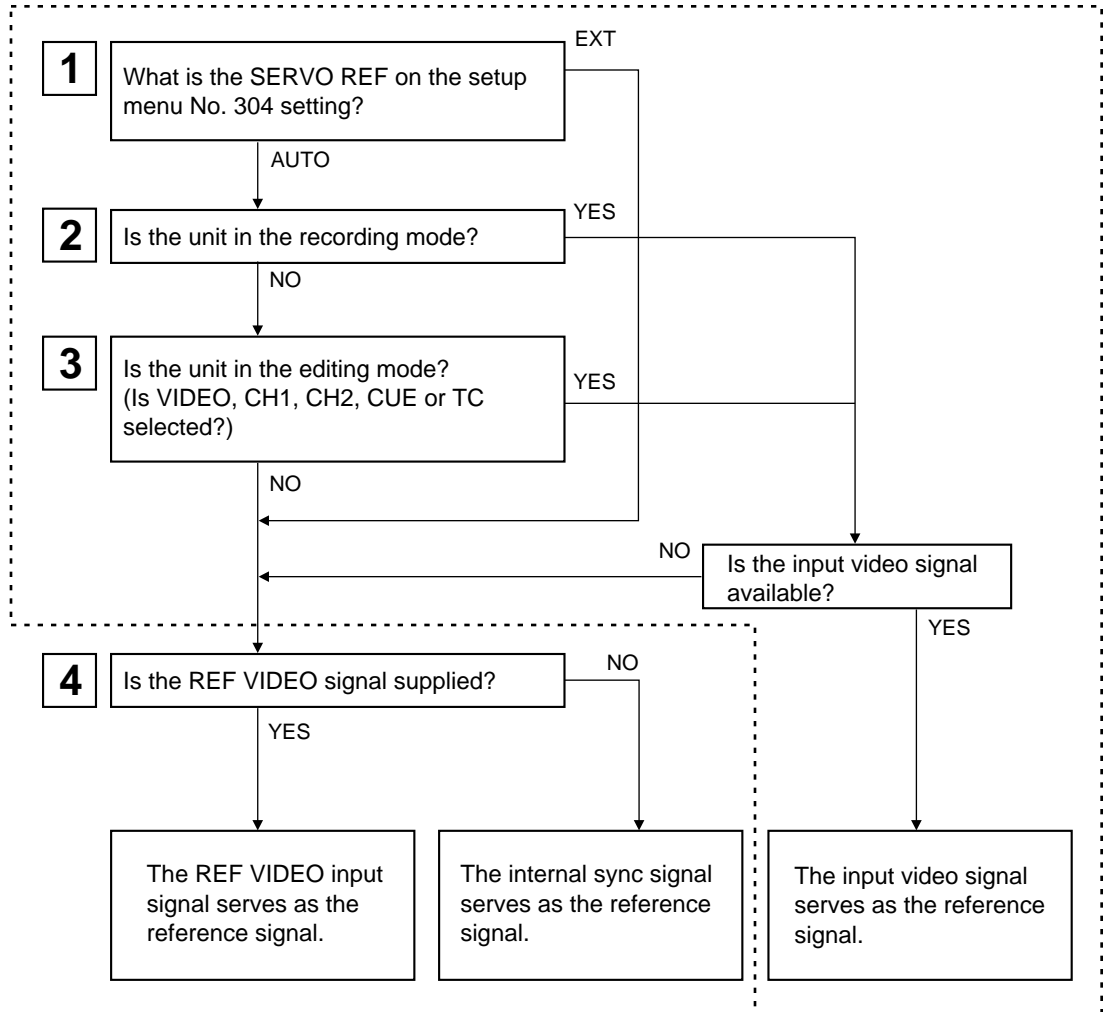 EXT
1
What is the SERVO REF on the setup
menu No. 304 setting?
AUTO
2
Is the unit in the recording mode?
YES
NO
3
Is the unit in the editing mode?
(Is VIDEO, CH1, CH2, CUE or TC
selected?)
YES
NO
NO
Is the input video signal
available?
YES
4
Is the REF VIDEO signal supplied?
NO
YES
The REF VIDEO input
signal serves as the
reference signal.
The internal sync signal
serves as the reference
signal.
The input video signal
serves as the reference
signal.